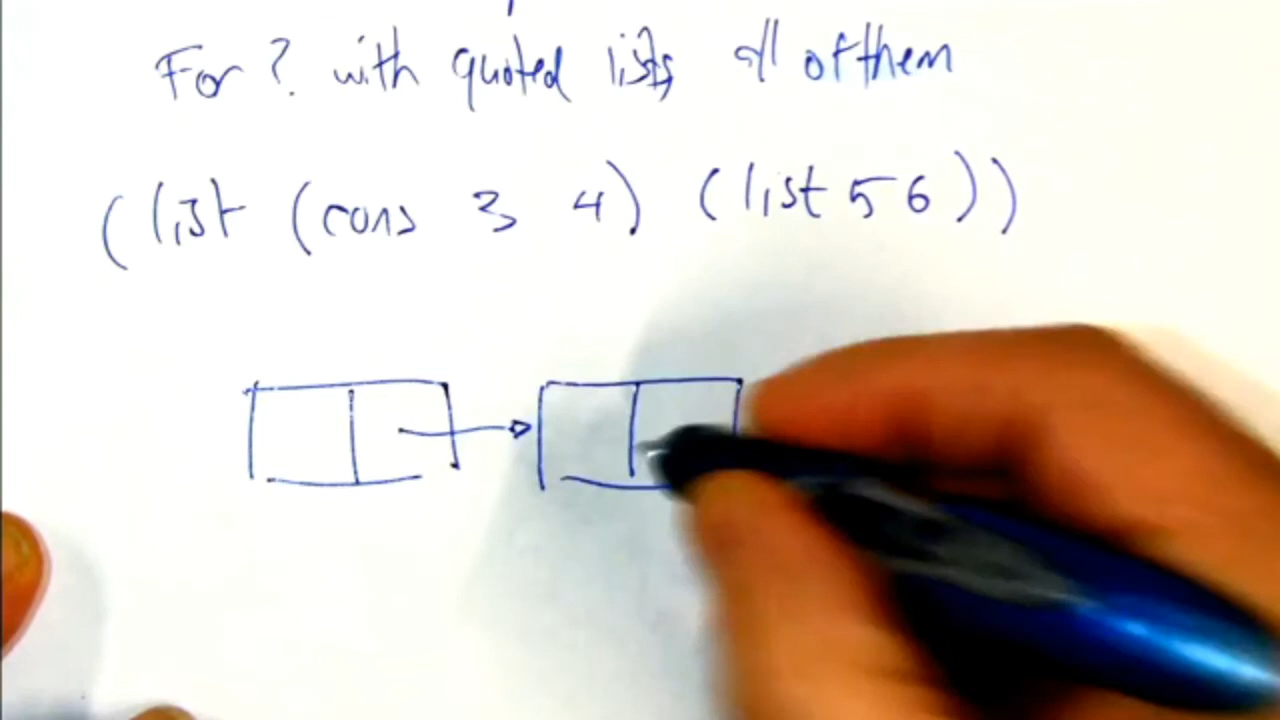 For ? with quoted lists all of them
(list (cons 3 4) (list 5 6))